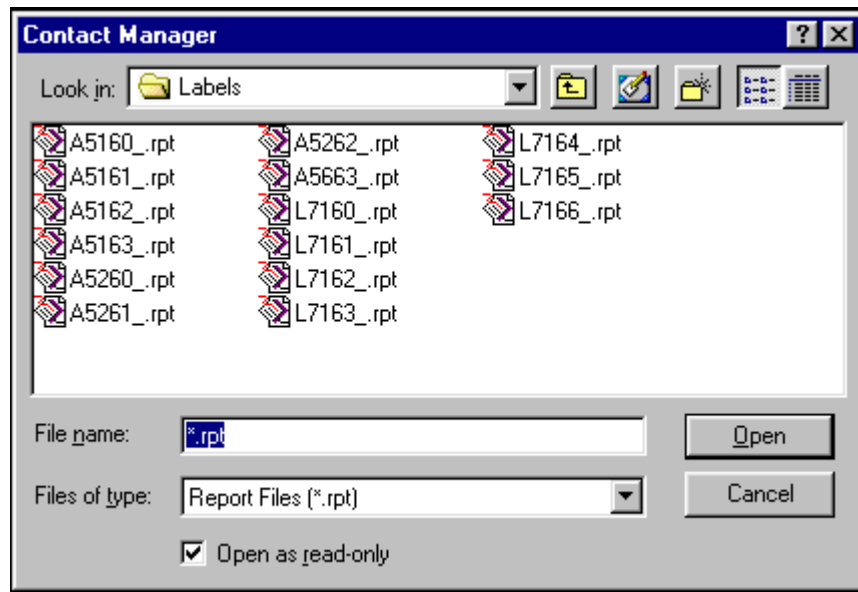 Contact Manager
Look in: Labels
A5160_.rpt A5262_.rpt L7164_.rpt
A5161_.rpt A5663_.rpt L7165_.rpt
A5162_.rpt L7160_.rpt L7166_.rpt
A5163_.rpt L7161_.rpt
A5260_.rpt L7162_.rpt
A5261_.rpt L7163_.rpt
File name: *.rpt Open
Files of type: Report Files (*.rpt) Cancel
Open as read-only